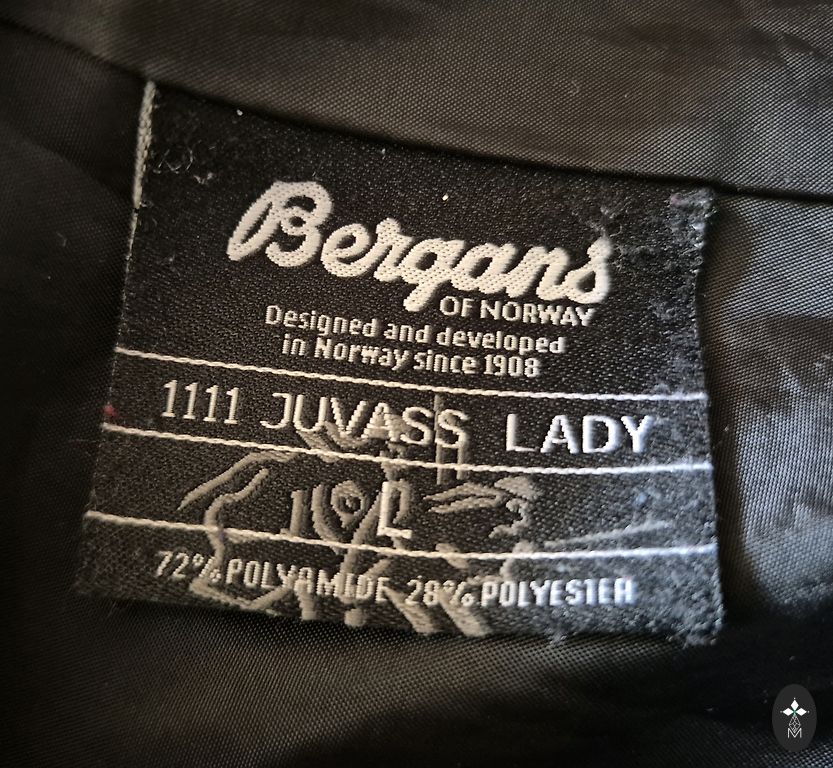 Bergans
OF NORWAY
Designed and developed
in Norway since 1908
1111 JUVASS LADY
L
72% POLYAMIDE 28% POLYESTER